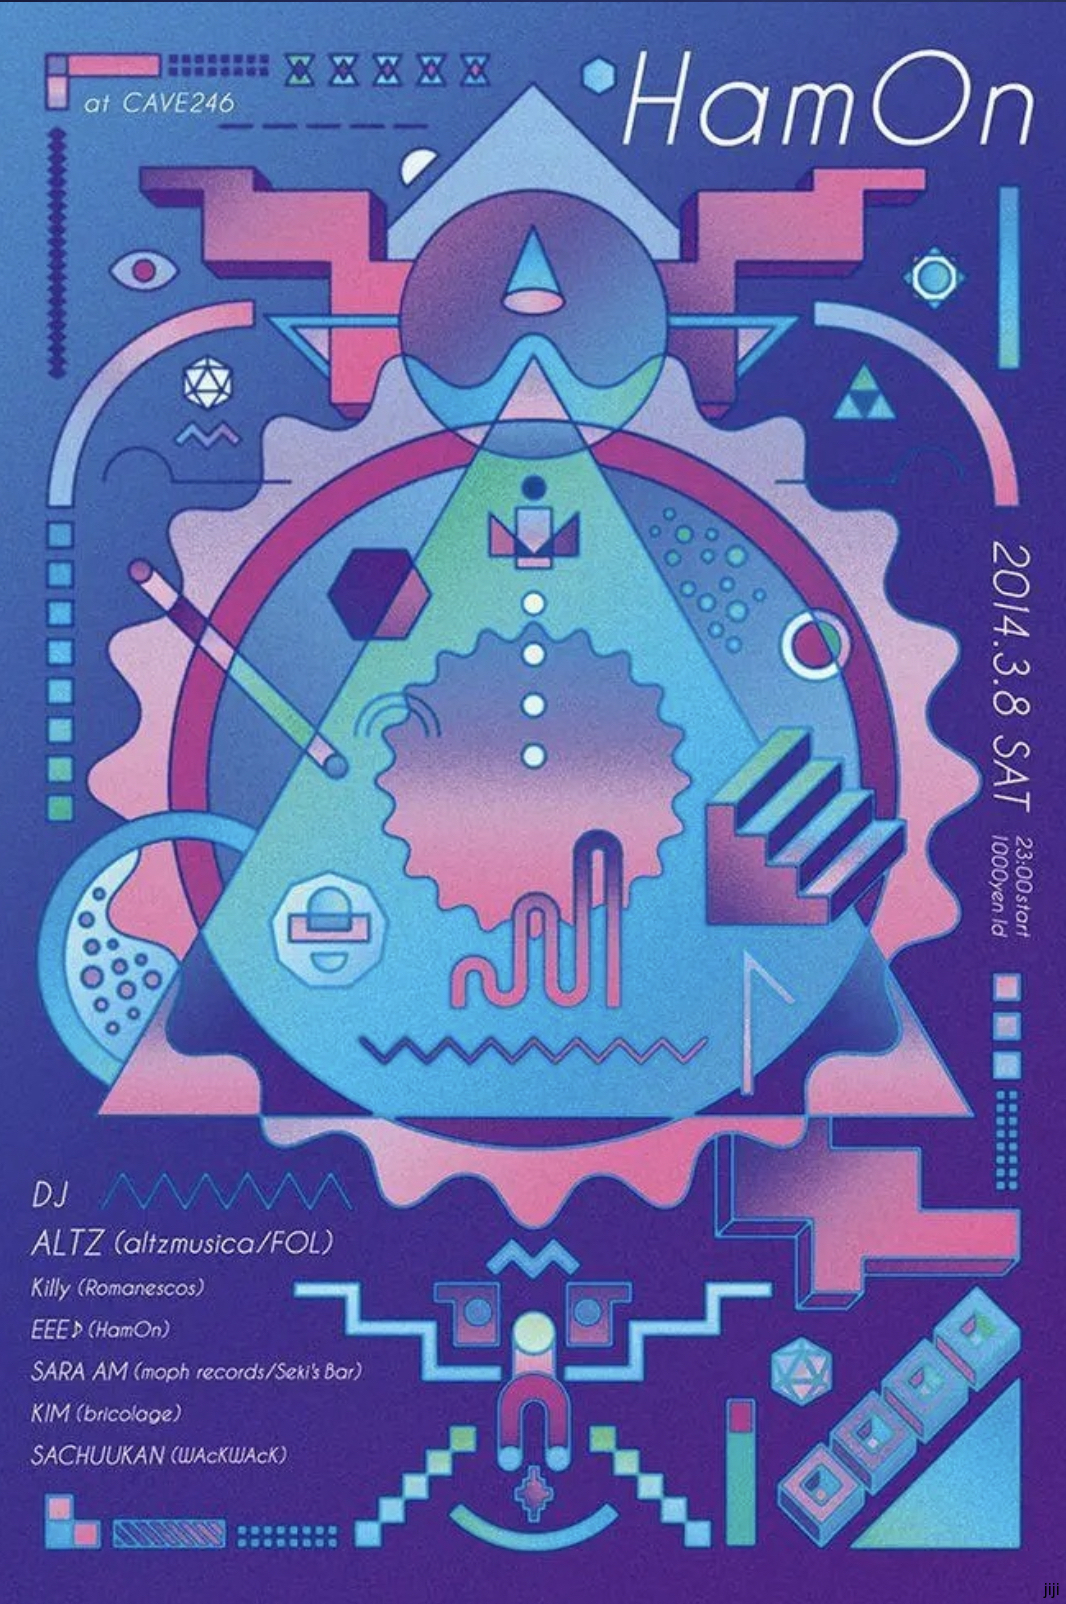 at CAVE246
HamOn
2014.3.8 SAT
23:00start
1000yen1d
DJ
ALTZ (altzmusica/FOL)
Killy (Romanescos)
EEE♪ (HamOn)
SARA AM (moph records/Seki's Bar)
KIM (bricolage)
SACHUUKAN (WAcKWAcK)
jiji